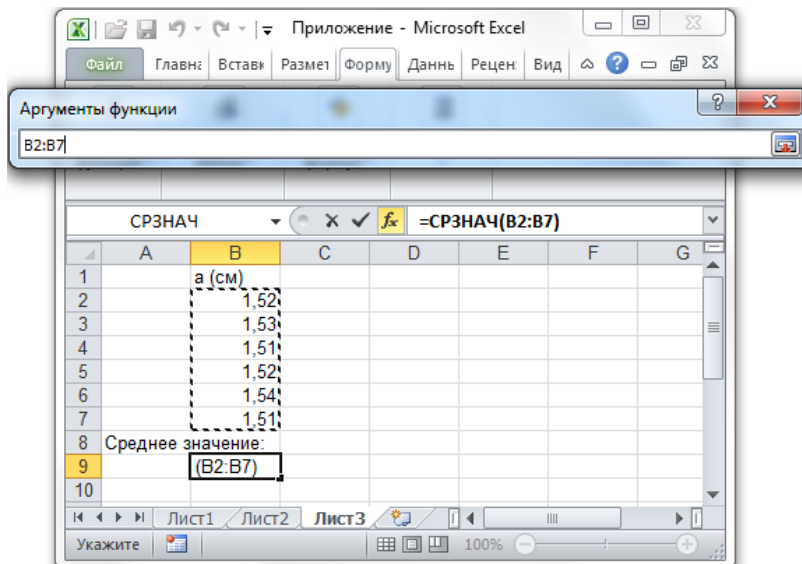 Приложение - Microsoft Excel
Файл Главна Вставк Размет Форму Даннь Рецен: Вид
Аргументы функции
B2:B7
СРЗНАЧ fx =СРЗНАЧ(B2:B7)
A B C D E F G
1 a (см)
2 1,52
3 1,53
4 1,51
5 1,52
6 1,54
7 1,51
8 Среднее значение:
9 (B2:B7)
10
Лист1 Лист2 Лист3
Укажите 100%